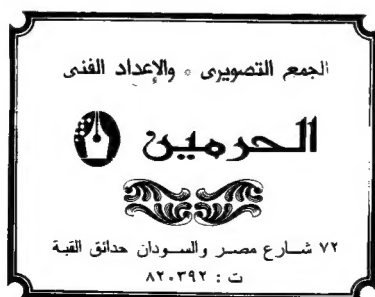 الجمع التصويرى * والإعداد الفنى
الحرمين
٧٢ شارع مصر والسودان حدائق القبة
ت : ٨٢٠٣٩٢